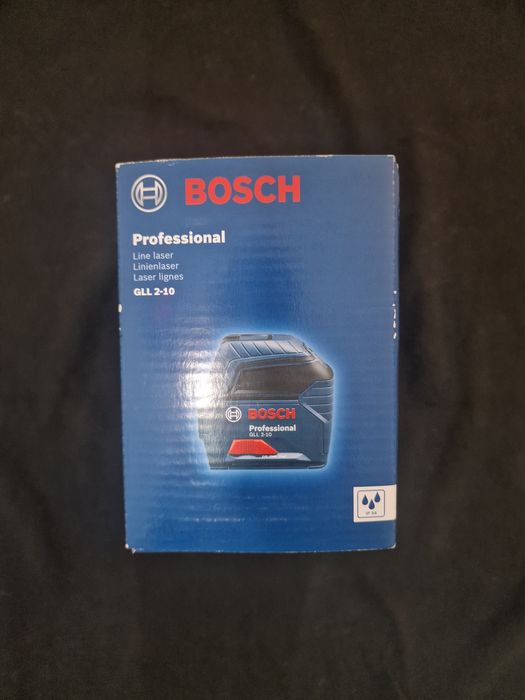 BOSCH
Professional
Line laser
Linienlaser
Laser lignes
GLL 2-10
BOSCH
Professional
GLL 2-10
IP 54